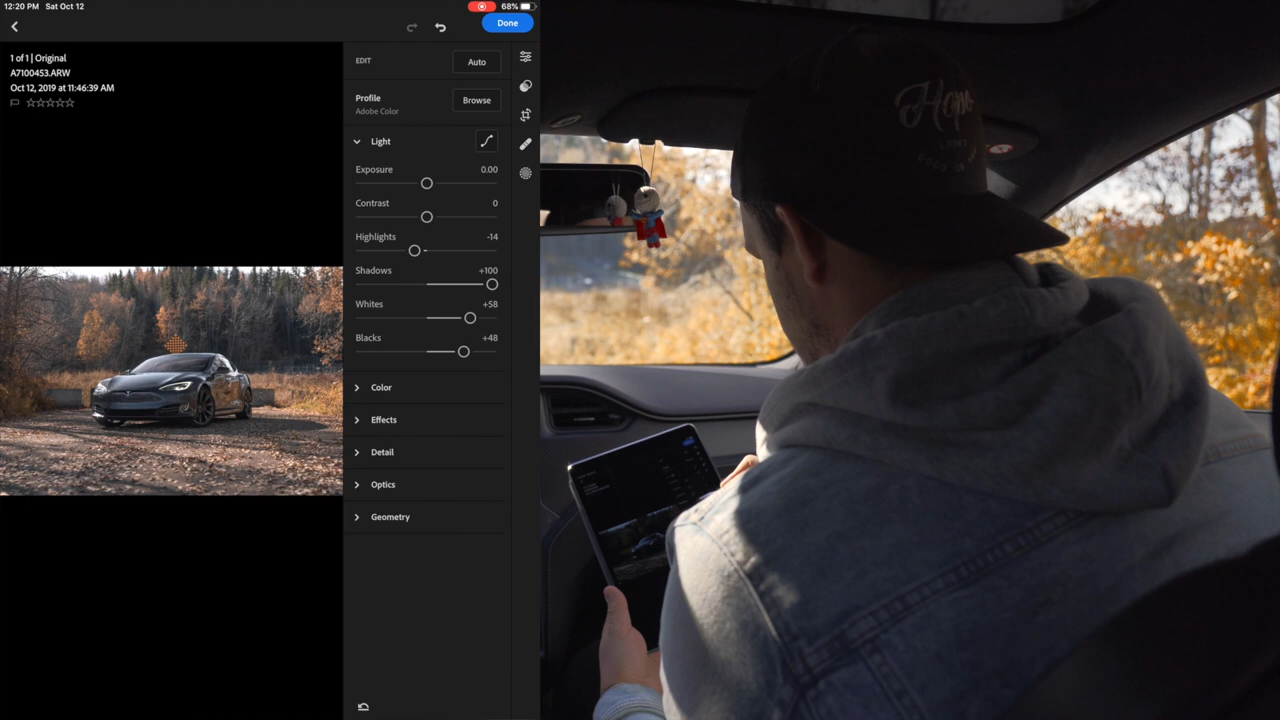 12:20 PM Sat Oct 12
68%
Done
1 of 1 | Original
A7100453.ARW
Oct 12, 2019 at 11:46:39 AM
EDIT
Auto
Profile
Adobe Color
Browse
Light
Exposure 0.00
Contrast 0
Highlights -14
Shadows +100
Whites +58
Blacks +48
Color
Effects
Detail
Optics
Geometry
Hope